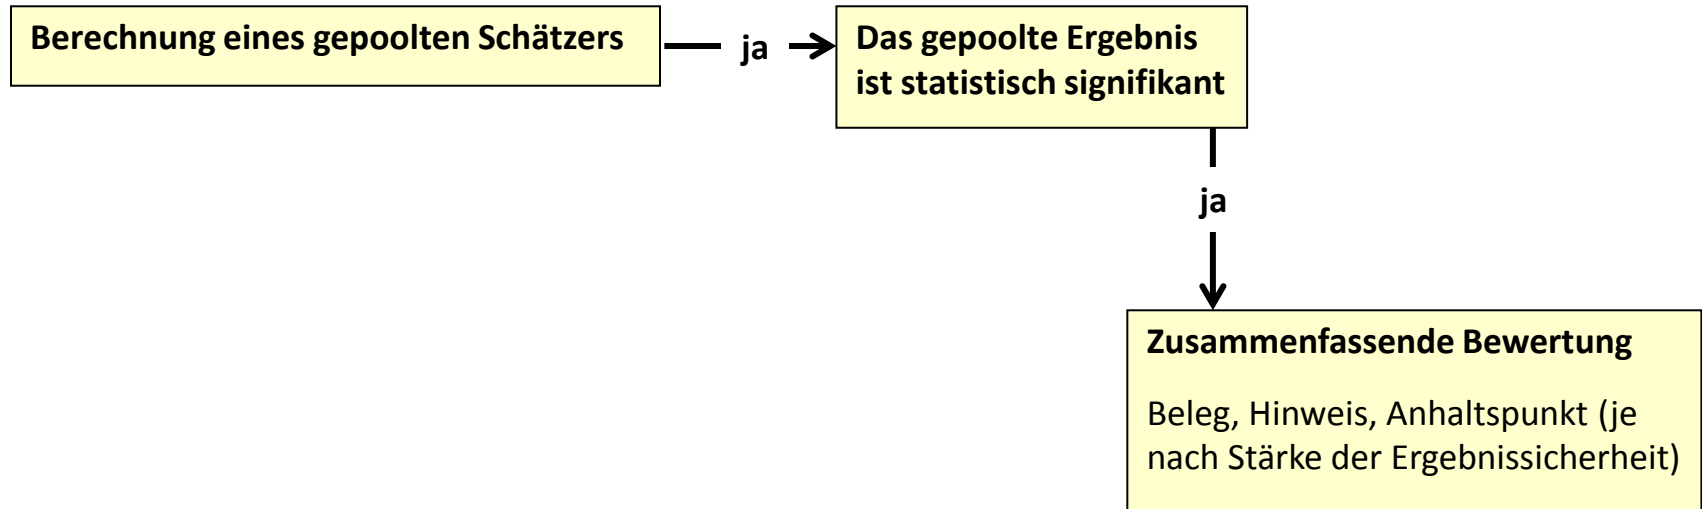 Berechnung eines gepoolten Schätzers
ja
Das gepoolte Ergebnis
ist statistisch signifikant
ja
Zusammenfassende Bewertung
Beleg, Hinweis, Anhaltspunkt (je
nach Stärke der Ergebnissicherheit)